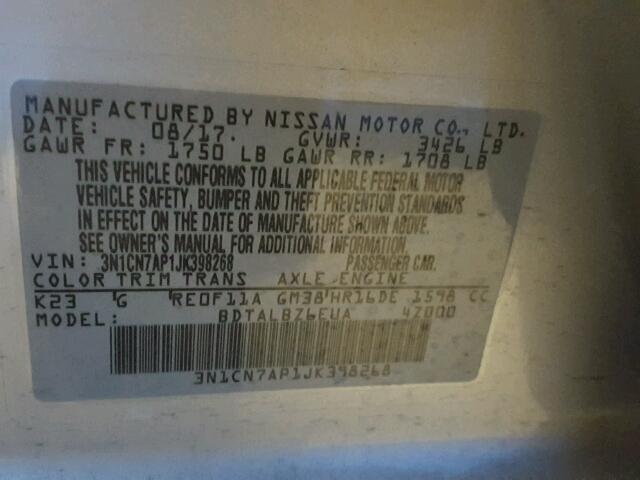 MANUFACTURED BY NISSAN MOTOR CO., LTD.
DATE: 08/17. GVWR: 3426 LB
GAWR FR: 1750 LB GAWR RR: 1708 LB
THIS VEHICLE CONFORMS TO ALL APPLICABLE FEDERAL MOTOR
VEHICLE SAFETY, BUMPER AND THEFT PREVENTION STANDARDS
IN EFFECT ON THE DATE OF MANUFACTURE SHOWN ABOVE.
SEE OWNER'S MANUAL FOR ADDITIONAL INFORMATION.
VIN: 3N1CN7AP1JK398268 PASSENGER CAR.
COLOR TRIM TRANS AXLE ENGINE
K23 G RE0F11A GM38 HR16DE 1598 CC
MODEL: BDTALBZ6EUA 4Z000
3N1CN7AP1JK398268